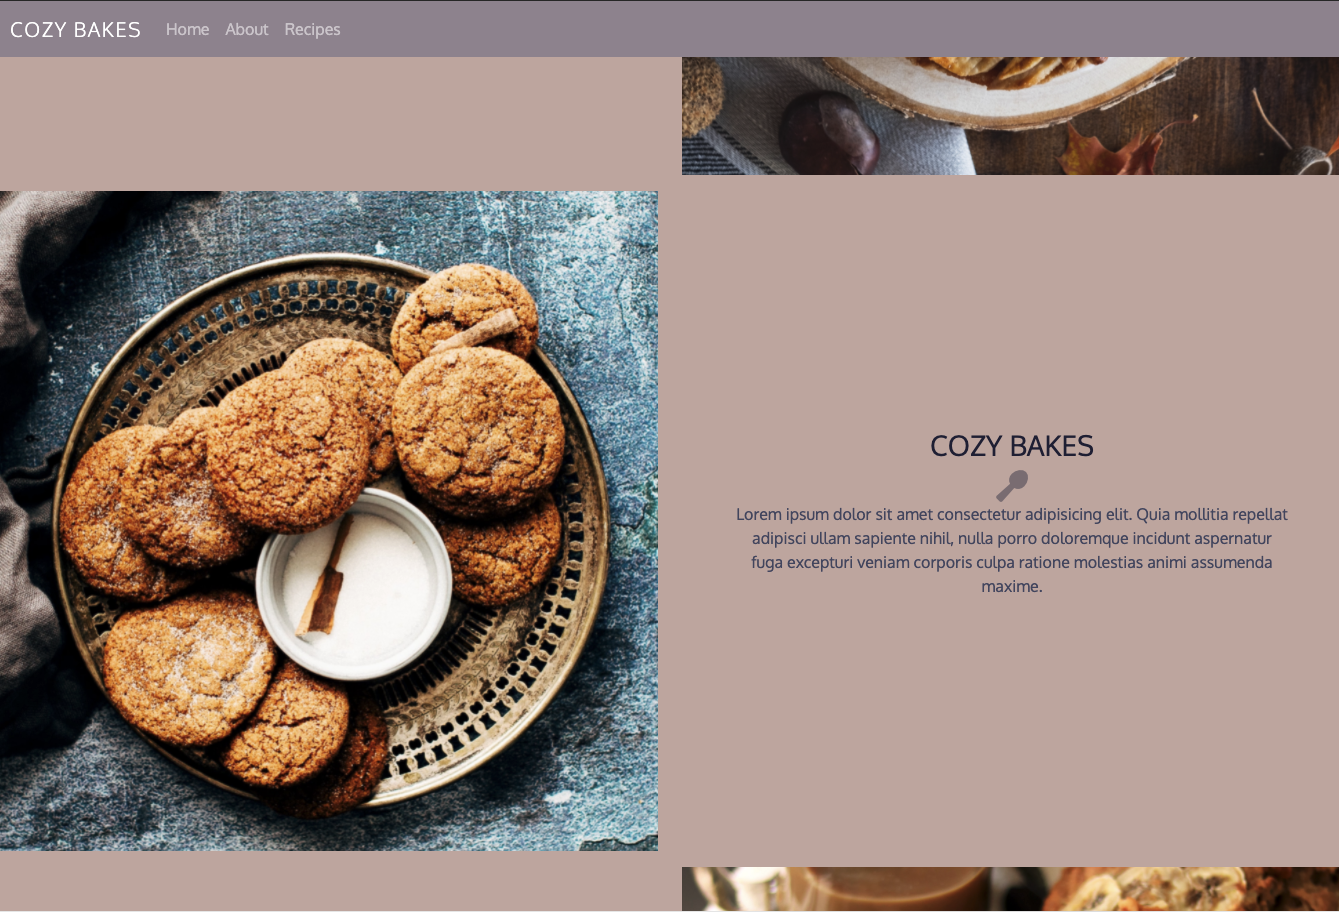 COZY BAKES
Home About Recipes
COZY BAKES
Lorem ipsum dolor sit amet consectetur adipisicing elit. Quia mollitia repellat
adipisci ullam sapiente nihil, nulla porro doloremque incidunt aspernatur
fuga excepturi veniam corporis culpa ratione molestias animi assumenda
maxime.